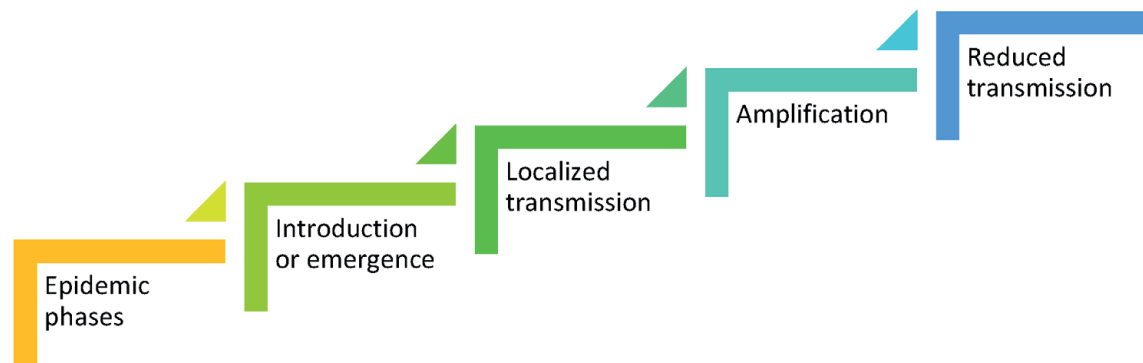 Epidemic
phases
Introduction
or emergence
Localized
transmission
Amplification
Reduced
transmission